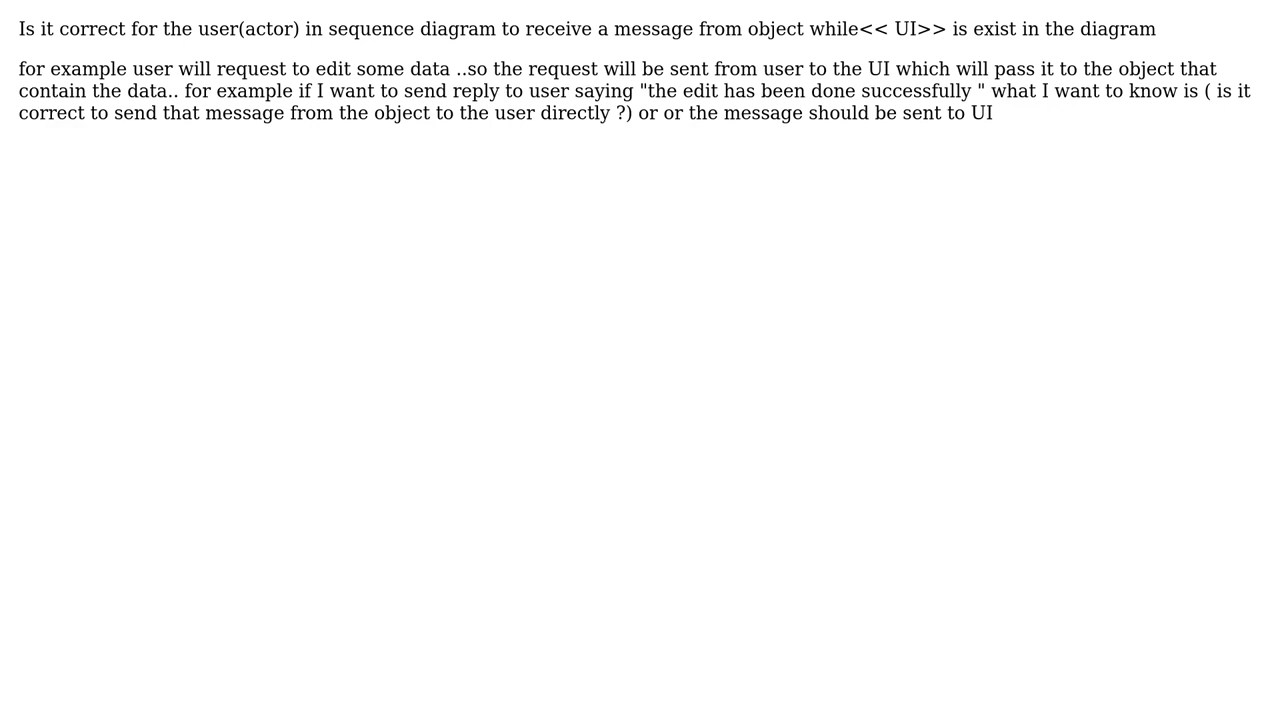 Is it correct for the user(actor) in sequence diagram to receive a message from object while<< UI>> is exist in the diagram
for example user will request to edit some data ..so the request will be sent from user to the UI which will pass it to the object that
contain the data.. for example if I want to send reply to user saying "the edit has been done successfully " what I want to know is ( is it
correct to send that message from the object to the user directly ?) or or the message should be sent to UI